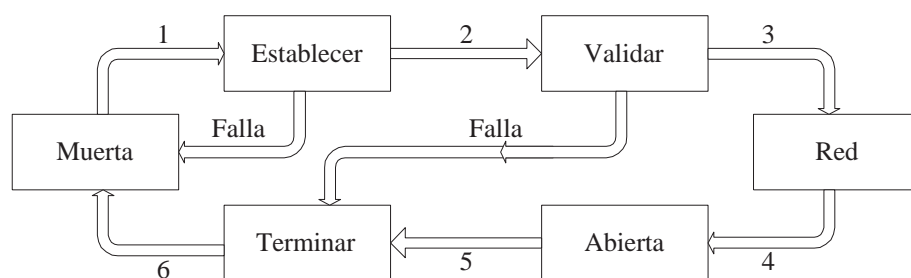 1
Establecer
2
Validar
3
Falla
Falla
Muerta
Red
Terminar
Abierta
6
5
4